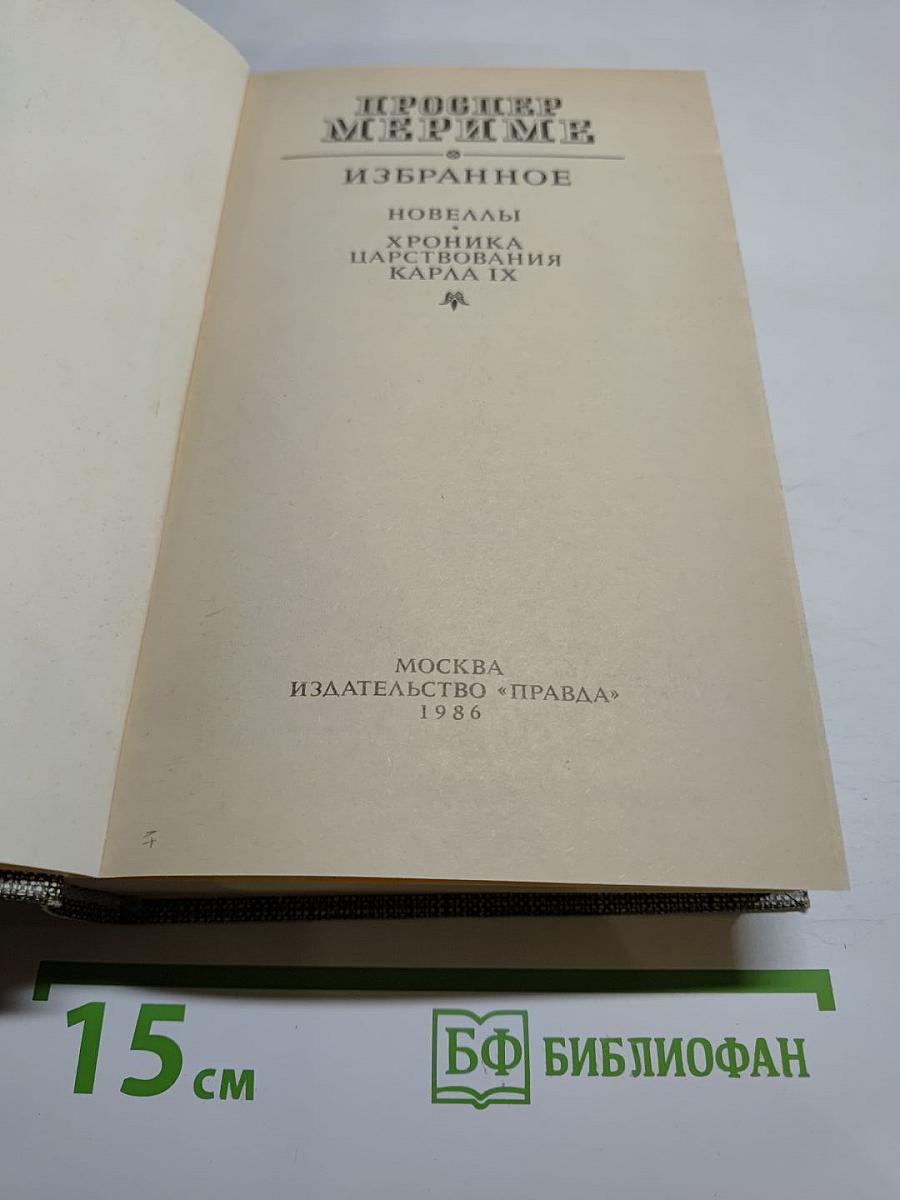 ПРОСПЕР
МЕРИМЕ
ИЗБРАННОЕ
НОВЕЛЛЫ
ХРОНИКА
ЦАРСТВОВАНИЯ
КАРЛА IX
МОСКВА
ИЗДАТЕЛЬСТВО «ПРАВДА»
1986
15 см
БФ БИБЛИОФАН